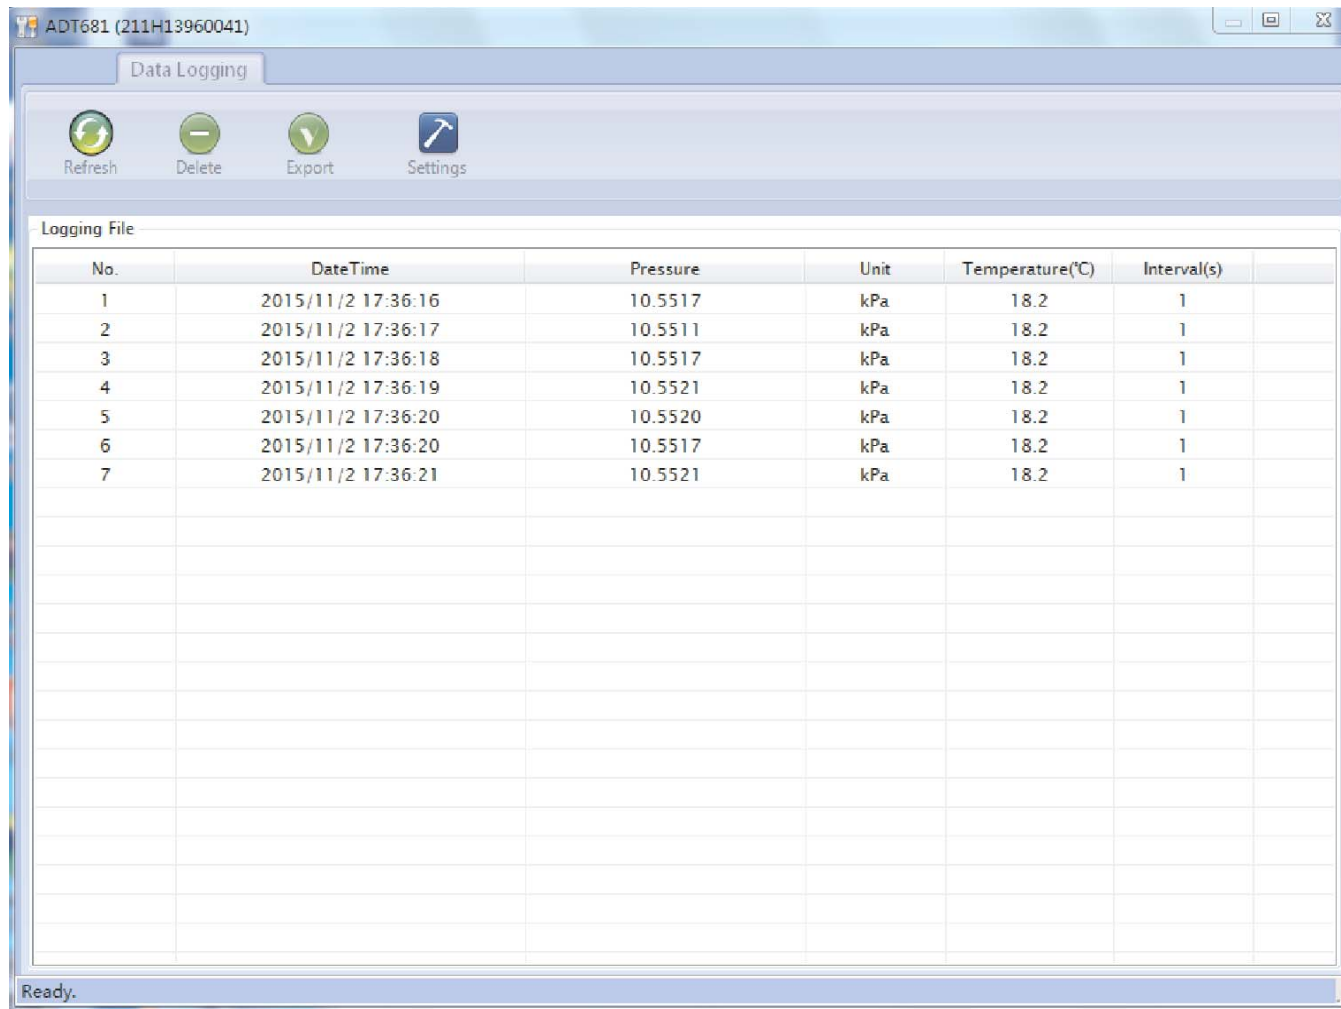 ADT681 (211H13960041)
Data Logging
Refresh Delete Export Settings
Logging File
No. DateTime Pressure Unit Temperature(℃) Interval(s)
1 2015/11/2 17:36:16 10.5517 kPa 18.2 1
2 2015/11/2 17:36:17 10.5511 kPa 18.2 1
3 2015/11/2 17:36:18 10.5517 kPa 18.2 1
4 2015/11/2 17:36:19 10.5521 kPa 18.2 1
5 2015/11/2 17:36:20 10.5520 kPa 18.2 1
6 2015/11/2 17:36:20 10.5517 kPa 18.2 1
7 2015/11/2 17:36:21 10.5521 kPa 18.2 1
Ready.